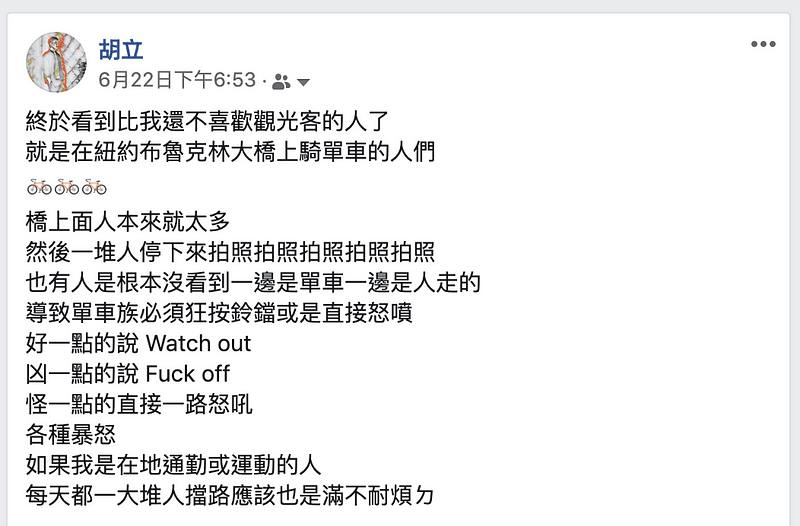 胡立
6月22日下午6:53 ·
終於看到比我還不喜歡觀光客的人了
就是在紐約布魯克林大橋上騎單車的人們
🚲🚲🚲
橋上面人本來就太多
然後一堆人停下來拍照拍照拍照拍照拍照
也有人是根本沒看到一邊是單車一邊是人走的
導致單車族必須狂按鈴鐺或是直接怒噴
好一點的說 Watch out
凶一點的說 Fuck off
怪一點的直接一路怒吼
各種暴怒
如果我是在地通勤或運動的人
每天都一大堆人擋路應該也是滿不耐煩ㄉ